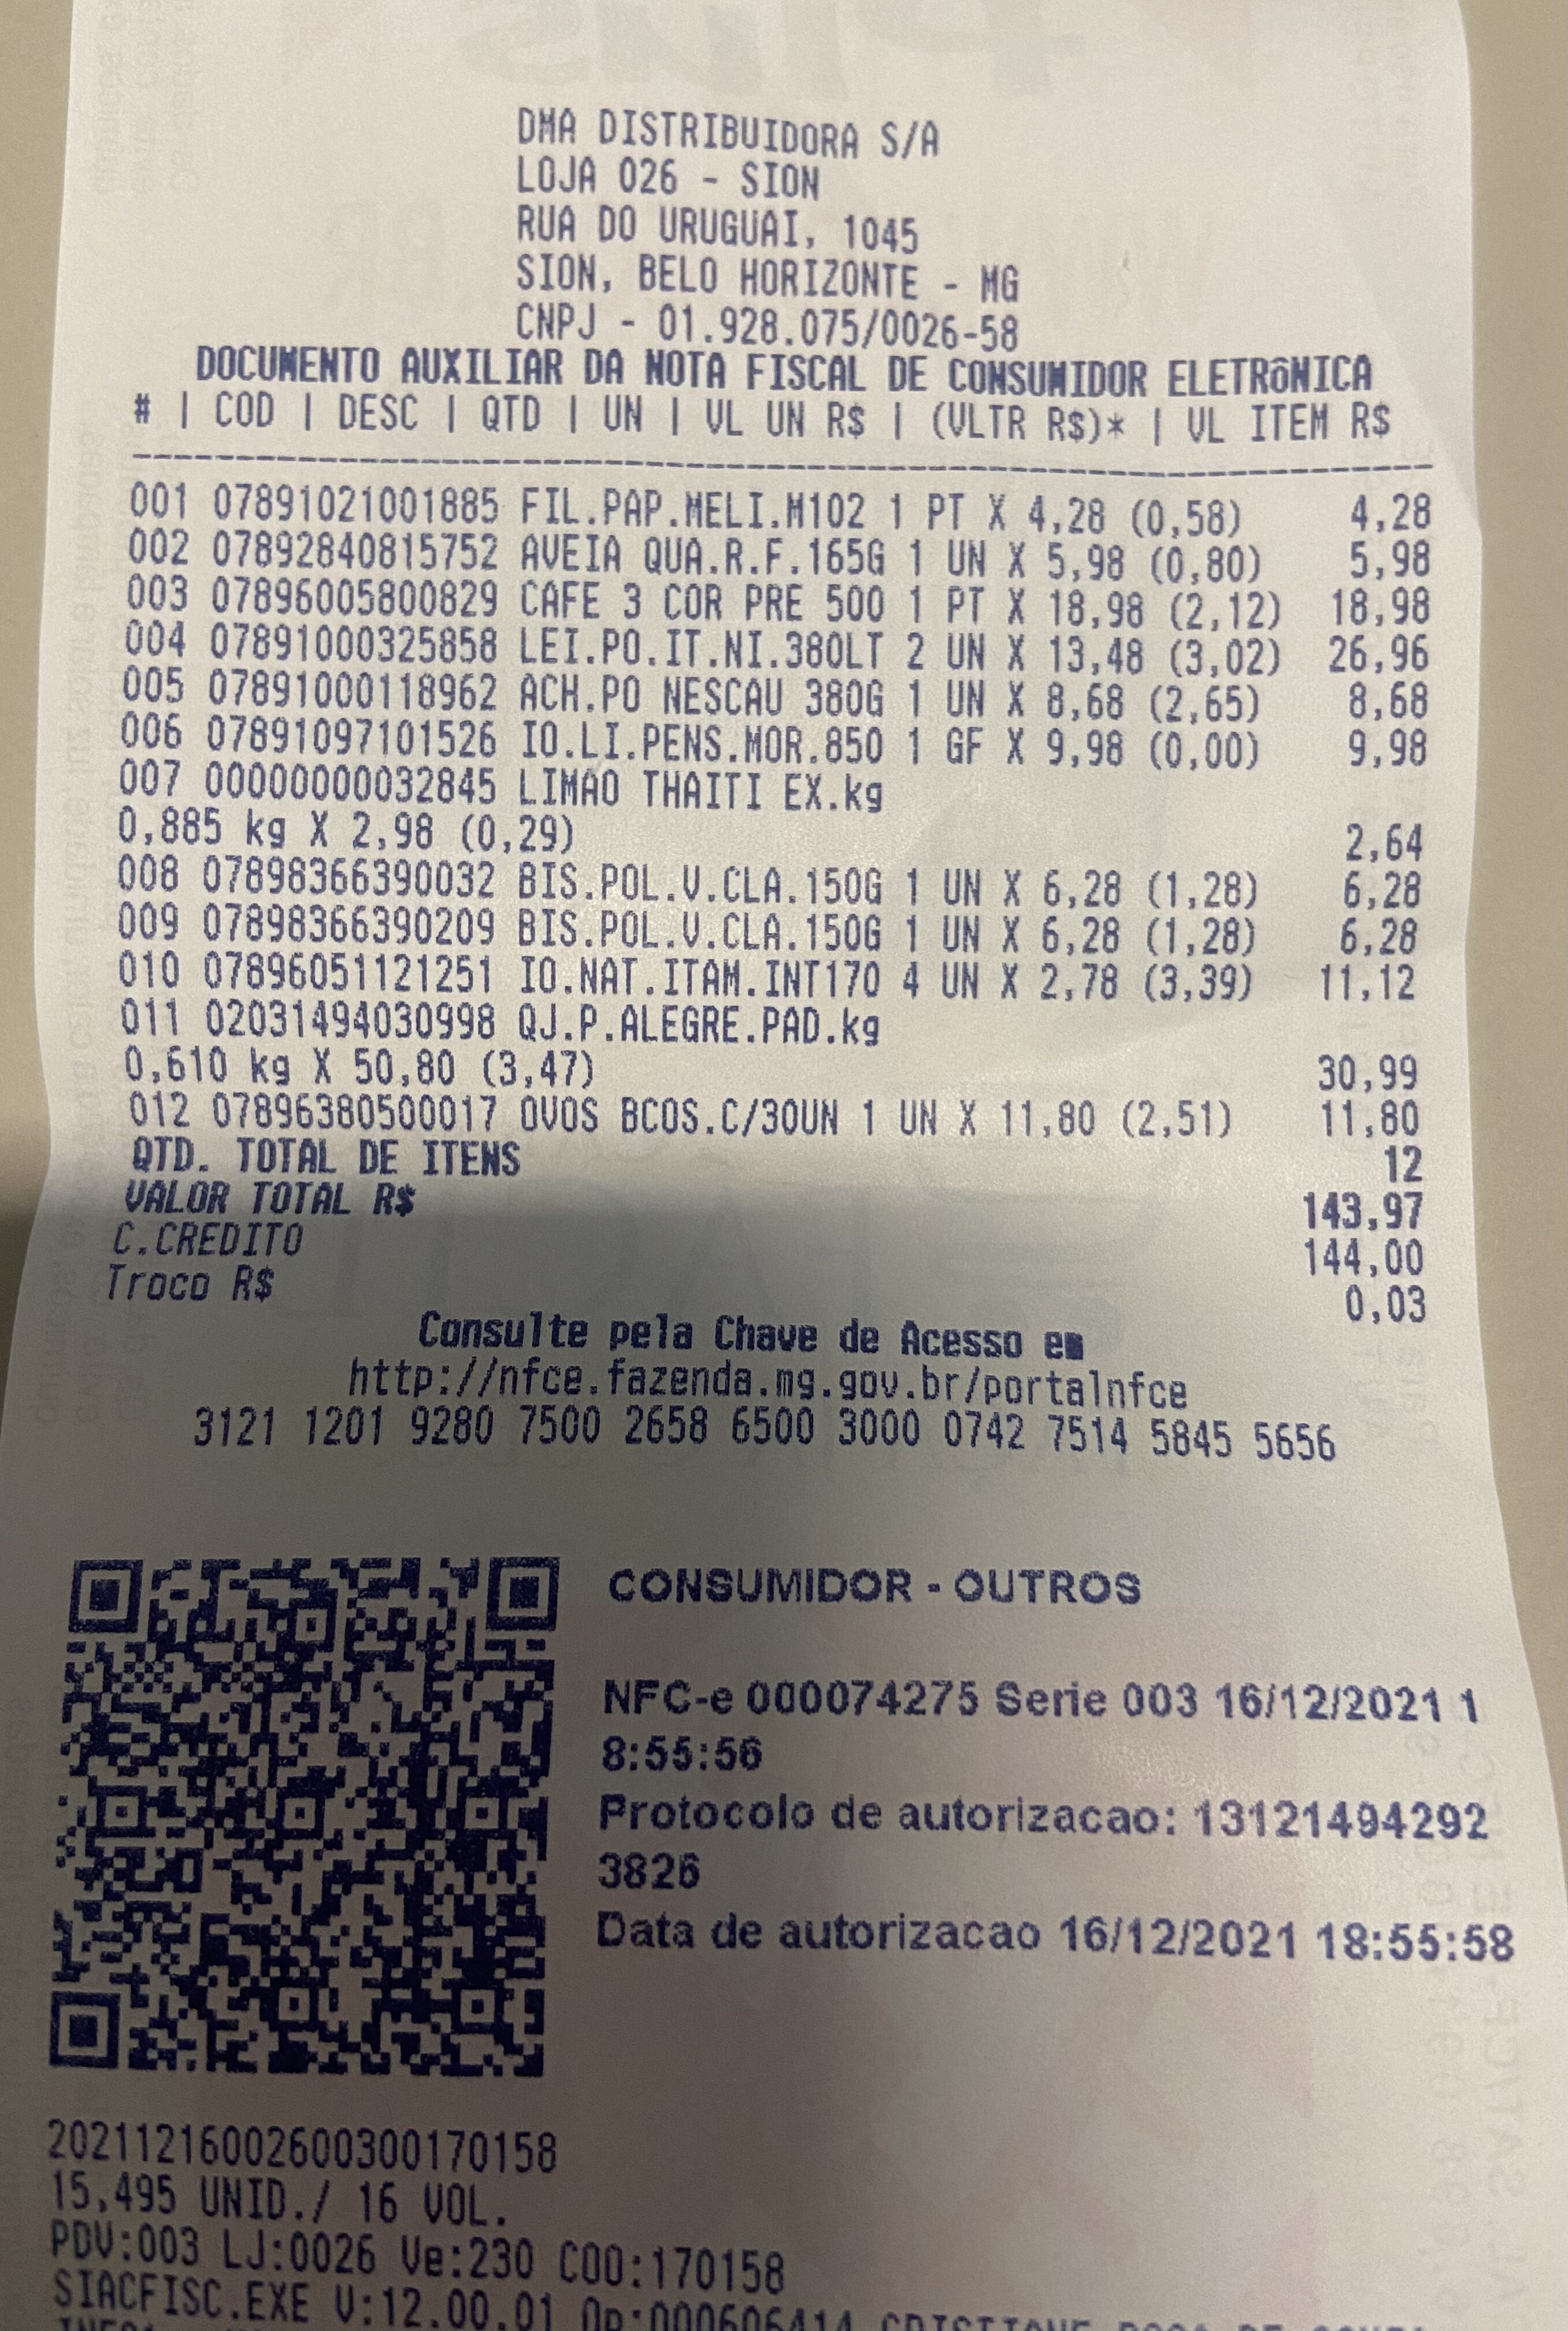 DMA DISTRIBUIDORA S/A
LOJA 026 - SION
RUA DO URUGUAI, 1045
SION, BELO HORIZONTE - MG
CNPJ - 01.928.075/0026-58
DOCUMENTO AUXILIAR DA NOTA FISCAL DE CONSUMIDOR ELETRôNICA
# | COD | DESC | QTD | UN | VL UN R$ | (VLTR R$)* | VL ITEM R$
001 07891021001885 FIL.PAP.MELI.M102 1 PT X 4,28 (0,58) 4,28
002 07892840815752 AVEIA QUA.R.F.165G 1 UN X 5,98 (0,80) 5,98
003 07896005800829 CAFE 3 COR PRE 500 1 PT X 18,98 (2,12) 18,98
004 07891000325858 LEI.PO.IT.NI.380LT 2 UN X 13,48 (3,02) 26,96
005 07891000118962 ACH.PO NESCAU 380G 1 UN X 8,68 (2,65) 8,68
006 07891097101526 IO.LI.PENS.MOR.850 1 GF X 9,98 (0,00) 9,98
007 00000000032845 LIMAO THAITI EX.kg
0,885 kg X 2,98 (0,29) 2,64
008 07898366390032 BIS.POL.V.CLA.150G 1 UN X 6,28 (1,28) 6,28
009 07898366390209 BIS.POL.V.CLA.150G 1 UN X 6,28 (1,28) 6,28
010 07896051121251 IO.NAT.ITAM.INT170 4 UN X 2,78 (3,39) 11,12
011 02031494030998 QJ.P.ALEGRE.PAD.kg
0,610 kg X 50,80 (3,47) 30,99
012 07896380500017 OVOS BCOS.C/30UN 1 UN X 11,80 (2,51) 11,80
QTD. TOTAL DE ITENS 12
VALOR TOTAL R$ 143,97
C.CREDITO 144,00
Troco R$ 0,03
Consulte pela Chave de Acesso em
http://nfce.fazenda.mg.gov.br/portalnfce
3121 1201 9280 7500 2658 6500 3000 0742 7514 5845 5656
CONSUMIDOR - OUTROS
NFC-e 000074275 Serie 003 16/12/2021 1
8:55:56
Protocolo de autorizacao: 13121494292
3826
Data de autorizacao 16/12/2021 18:55:58
20211216002600300170158
15,495 UNID./ 16 VOL.
PDV:003 LJ:0026 Ve:230 COO:170158
SIACFISC.EXE V:12.00.01 Op:000606414